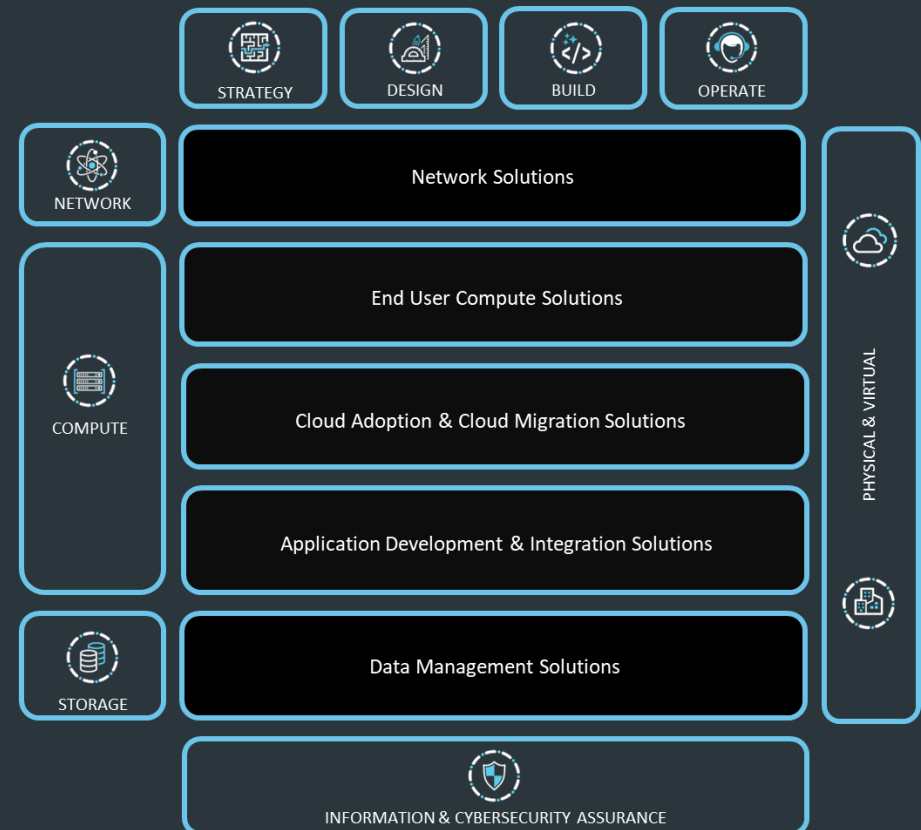 STRATEGY
DESIGN
BUILD
OPERATE
NETWORK
Network Solutions
End User Compute Solutions
COMPUTE
Cloud Adoption & Cloud Migration Solutions
PHYSICAL & VIRTUAL
Application Development & Integration Solutions
STORAGE
Data Management Solutions
INFORMATION & CYBERSECURITY ASSURANCE